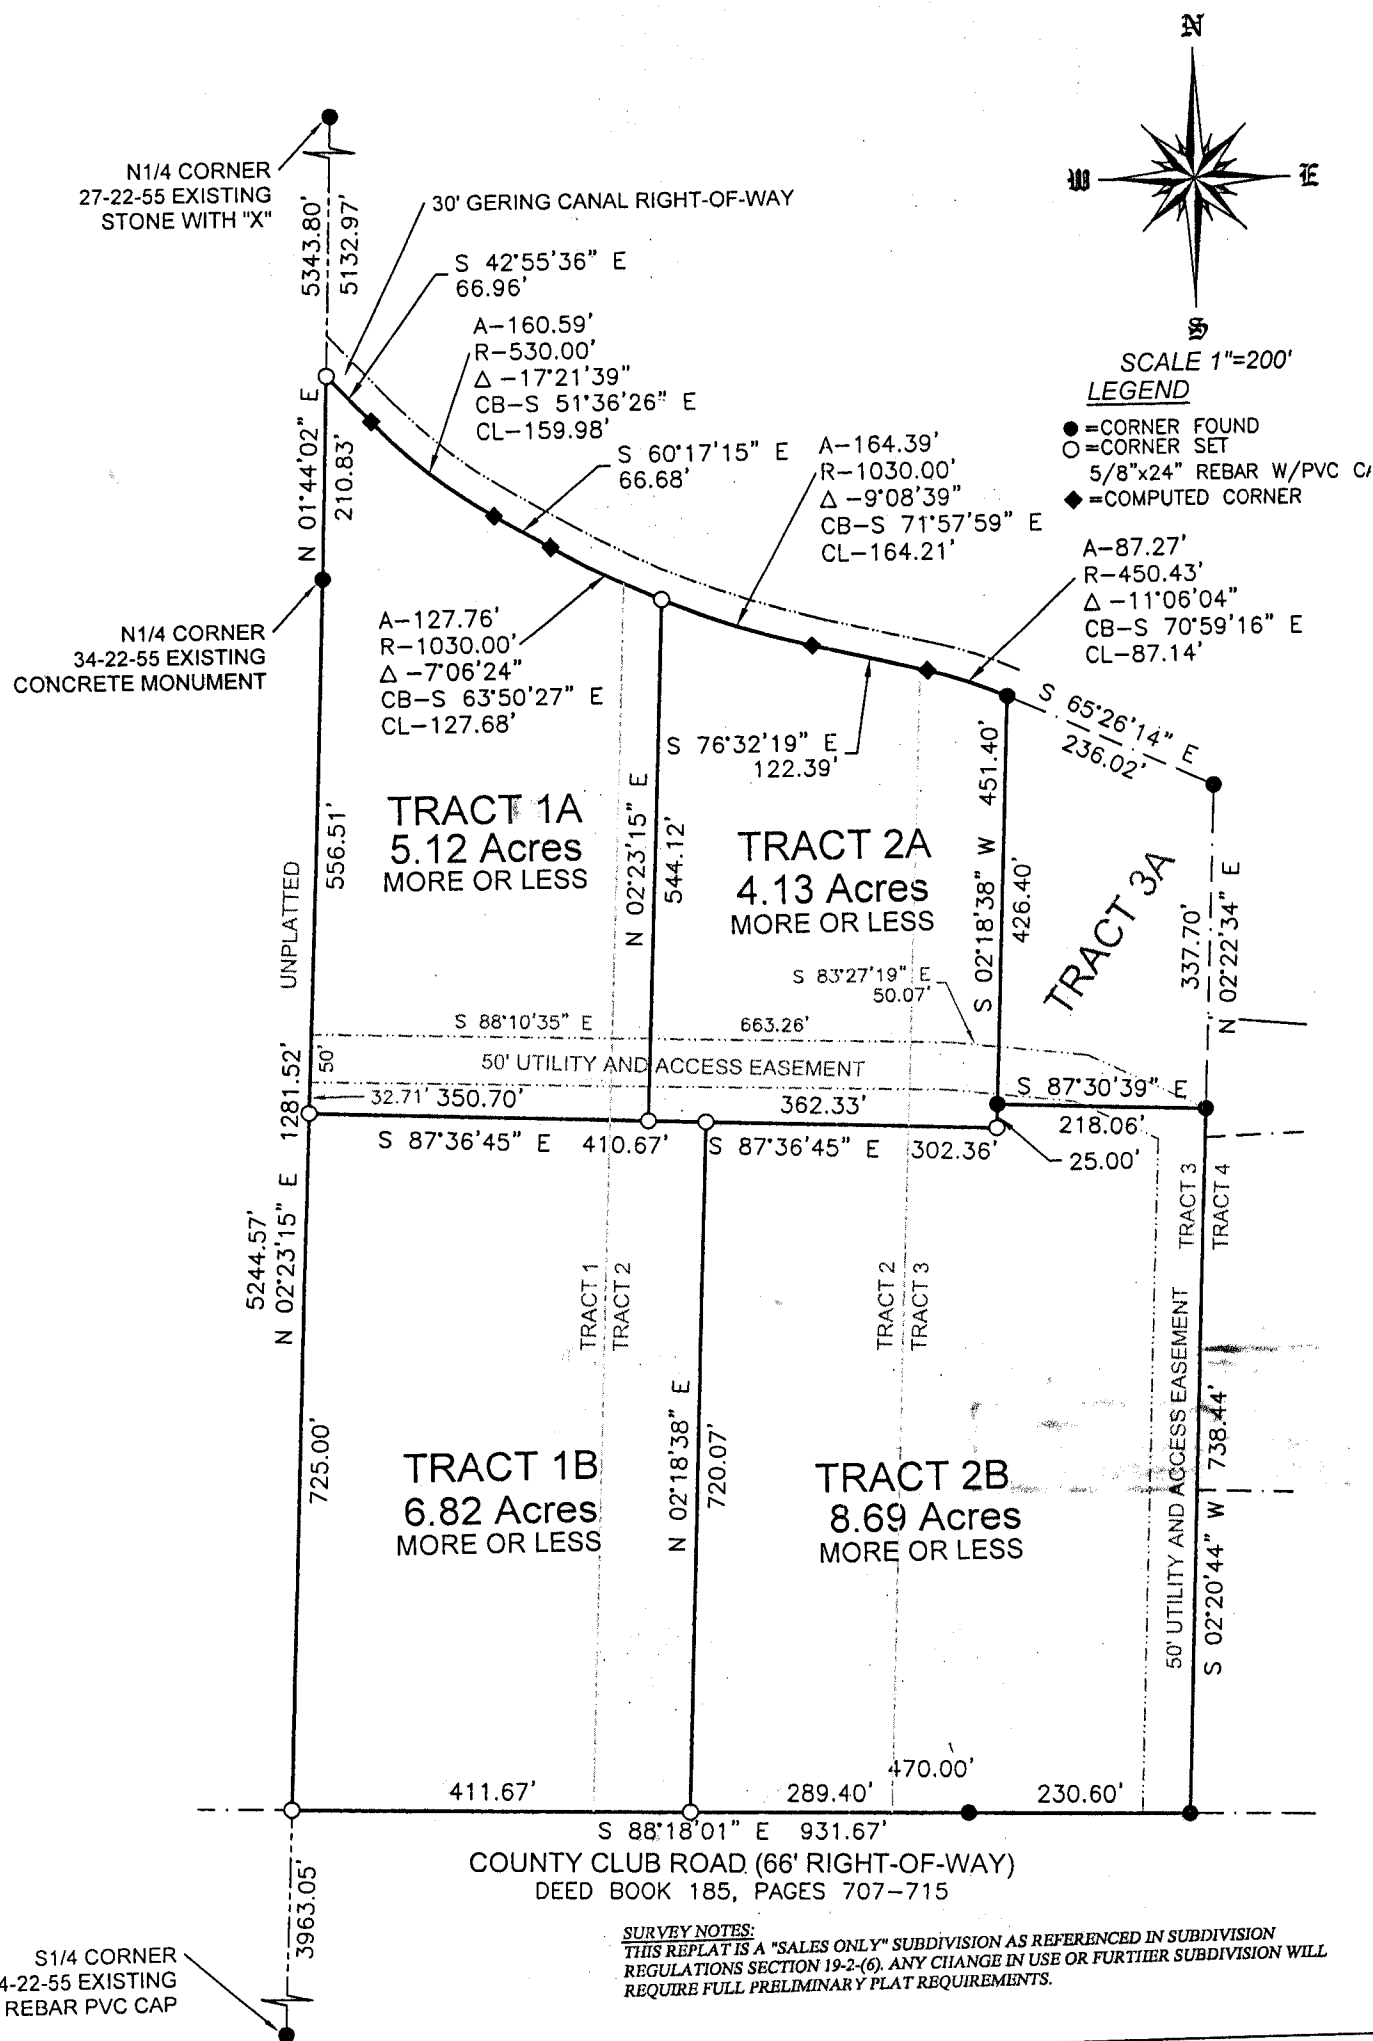 N
W
E
S
SCALE 1"=200'
LEGEND
=CORNER FOUND
=CORNER SET
5/8"x24" REBAR W/PVC
=COMPUTED CORNER
N1/4 CORNER
27-22-55 EXISTING
STONE WITH "X"
5343.80'
5132.97'
30' GERING CANAL RIGHT-OF-WAY
S 42°55'36" E
66.96'
A-160.59'
R-530.00'
Δ -17°21'39"
CB-S 51°36'26" E
CL-159.98'
S 60°17'15" E
66.68'
A-164.39'
R-1030.00'
Δ -9°08'39"
CB-S 71°57'59" E
CL-164.21'
A-87.27'
R-450.43'
Δ -11°06'04"
CB-S 70°59'16" E
CL-87.14'
N 01°44'02" E
210.83'
N1/4 CORNER
34-22-55 EXISTING
CONCRETE MONUMENT
A-127.76'
R-1030.00'
Δ -7°06'24"
CB-S 63°50'27" E
CL-127.68'
S 76°32'19" E
122.39'
S 65°26'14" E
236.02'
TRACT 1A
5.12 Acres
MORE OR LESS
N 02°23'15" E
544.12'
TRACT 2A
4.13 Acres
MORE OR LESS
S 02°18'38" W 451.40'
426.40'
TRACT 3A
337.70'
N 02°22'34" E
UNPLATTED
556.51'
S 83°27'19" E
50.07'
S 88°10'35" E
663.26'
50'
50' UTILITY AND ACCESS EASEMENT
32.71' 350.70'
362.33'
S 87°30'39" E
218.06'
25.00'
S 87°36'45" E 410.67'
S 87°36'45" E 302.36'
5244.57'
N 02°23'15" E 1281.52'
TRACT 1
TRACT 2
TRACT 2
TRACT 3
TRACT 3
TRACT 4
725.00'
TRACT 1B
6.82 Acres
MORE OR LESS
N 02°18'38" E
720.07'
TRACT 2B
8.69 Acres
MORE OR LESS
50' UTILITY AND ACCESS EASEMENT
S 02°20'44" W 738.44'
411.67'
289.40'
470.00'
230.60'
S 88°18'01" E 931.67'
COUNTY CLUB ROAD (66' RIGHT-OF-WAY)
DEED BOOK 185, PAGES 707-715
3963.05'
S1/4 CORNER
4-22-55 EXISTING
REBAR PVC CAP
SURVEY NOTES:
THIS REPLAT IS A "SALES ONLY" SUBDIVISION AS REFERENCED IN SUBDIVISION
REGULATIONS SECTION 19-2-(6). ANY CHANGE IN USE OR FURTHER SUBDIVISION WILL
REQUIRE FULL PRELIMINARY PLAT REQUIREMENTS.